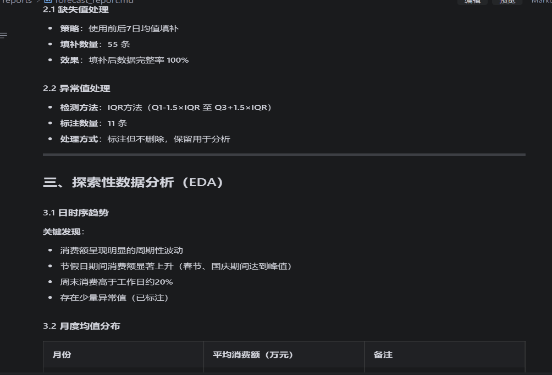 reports > forecast_report.md
编辑 预览
2.1 缺失值处理
• 策略：使用前后7日均值填补
• 填补数量：55 条
• 效果：填补后数据完整率 100%
2.2 异常值处理
• 检测方法：IQR方法（Q1-1.5×IQR 至 Q3+1.5×IQR）
• 标注数量：11 条
• 处理方式：标注但不删除，保留用于分析
三、探索性数据分析（EDA）
3.1 日时序趋势
关键发现：
• 消费额呈现明显的周期性波动
• 节假日期间消费额显著上升（春节、国庆期间达到峰值）
• 周末消费高于工作日约20%
• 存在少量异常值（已标注）
3.2 月度均值分布
月份 平均消费额（万元） 备注